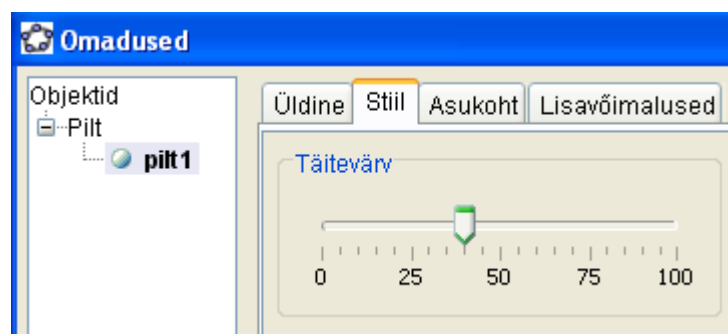 Omadused
Objektid
Pilt
pilt1
Üldine Stiil Asukoht Lisavõimalused
Täitevärv
0 25 50 75 100